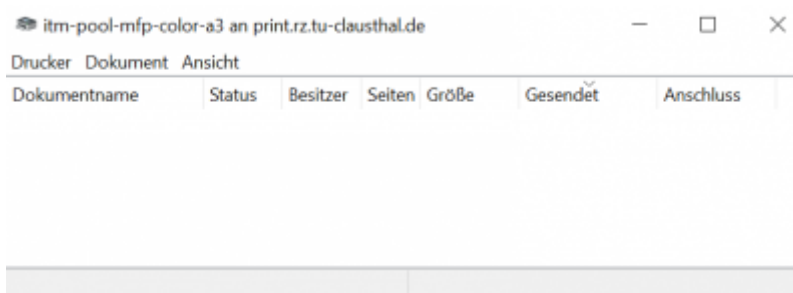 itm-pool-mfp-color-a3 an print.rz.tu-clausthal.de
Drucker Dokument Ansicht
Dokumentname Status Besitzer Seiten Größe Gesendet Anschluss